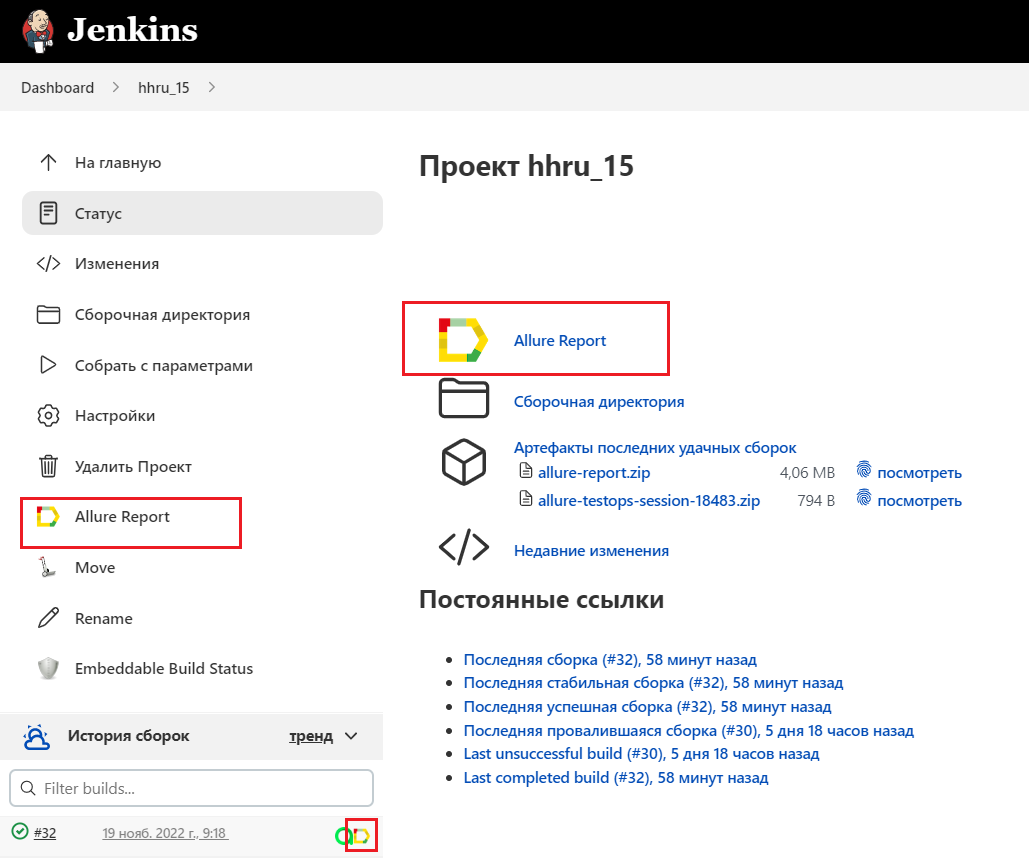 Jenkins
Dashboard
hhru_15
На главную
Статус
Изменения
Сборочная директория
Собрать с параметрами
Настройки
Удалить Проект
Allure Report
Move
Rename
Embeddable Build Status
История сборок
тренд
Filter builds...
#32
19 нояб. 2022 г., 9:18
Проект hhru_15
Allure Report
Сборочная директория
Артефакты последних удачных сборок
allure-report.zip 4,06 MB посмотреть
allure-testops-session-18483.zip 794 B посмотреть
Недавние изменения
Постоянные ссылки
Последняя сборка (#32), 58 минут назад
Последняя стабильная сборка (#32), 58 минут назад
Последняя успешная сборка (#32), 58 минут назад
Последняя провалившаяся сборка (#30), 5 дня 18 часов назад
Last unsuccessful build (#30), 5 дня 18 часов назад
Last completed build (#32), 58 минут назад